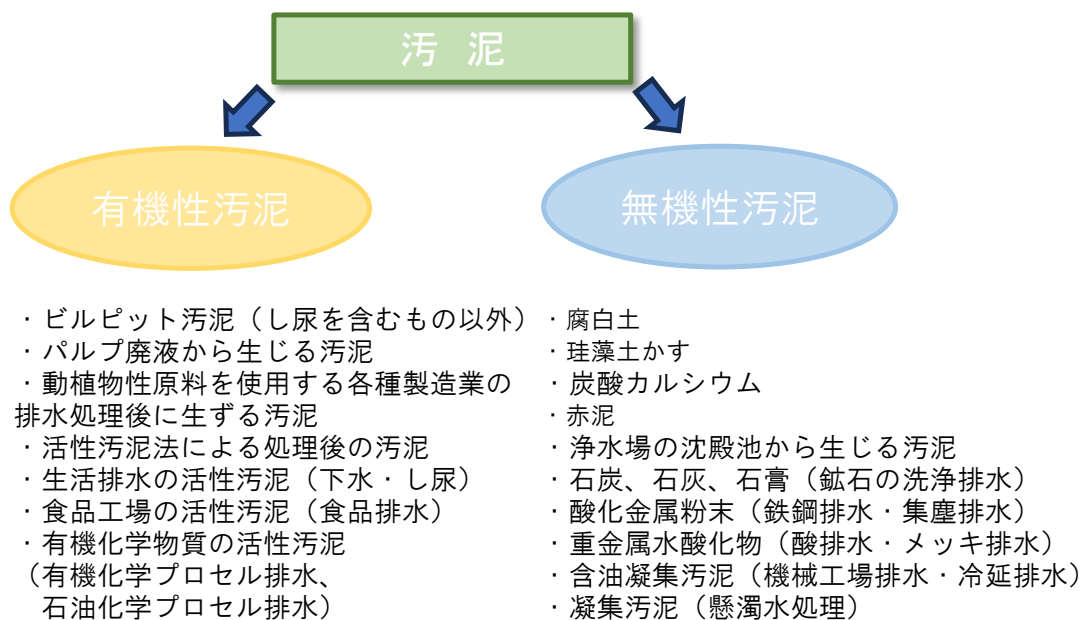 汚 泥
有機性汚泥
無機性汚泥
・ビルピット汚泥（し尿を含むもの以外）
・パルプ廃液から生じる汚泥
・動植物性原料を使用する各種製造業の
排水処理後に生ずる汚泥
・活性汚泥法による処理後の汚泥
・生活排水の活性汚泥（下水・し尿）
・食品工場の活性汚泥（食品排水）
・有機化学物質の活性汚泥
（有機化学プロセル排水、
石油化学プロセル排水）
・腐白土
・珪藻土かす
・炭酸カルシウム
・赤泥
・浄水場の沈殿池から生じる汚泥
・石炭、石灰、石膏（鉱石の洗浄排水）
・酸化金属粉末（鉄鋼排水・集塵排水）
・重金属水酸化物（酸排水・メッキ排水）
・含油凝集汚泥（機械工場排水・冷延排水）
・凝集汚泥（懸濁水処理）